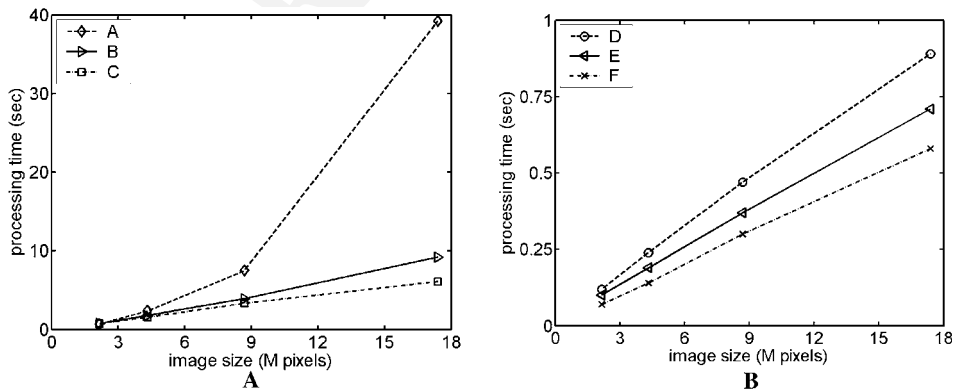 40
30
20
10
0
0 3 6 9 12 15 18
processing time (sec)
image size (M pixels)
A
B
C
A
1
0.75
0.5
0.25
0
0 3 6 9 12 15 18
processing time (sec)
image size (M pixels)
D
E
F
B